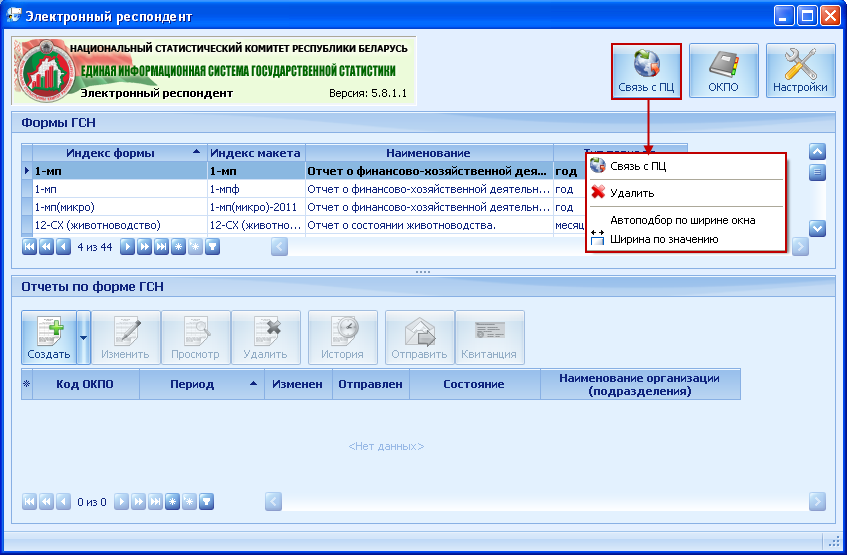 Электронный респондент
НАЦИОНАЛЬНЫЙ СТАТИСТИЧЕСКИЙ КОМИТЕТ РЕСПУБЛИКИ БЕЛАРУСЬ
ЕДИНАЯ ИНФОРМАЦИОННАЯ СИСТЕМА ГОСУДАРСТВЕННОЙ СТАТИСТИКИ
Электронный респондент Версия: 5.8.1.1
Связь с ПЦ ОКПО Настройки
Формы ГСН
Индекс формы Индекс макета Наименование
1-мп 1-мп Отчет о финансово-хозяйственной дея... год
1-мп 1-мпф Отчет о финансово-хозяйственной деятельн... год
1-мп(микро) 1-мп(микро)-2011 Отчет о финансово-хозяйственной деятельн... год
12-СХ (животноводство) 12-СХ (животно... Отчет о состоянии животноводства. месяц
4 из 44
Связь с ПЦ
Удалить
Автоподбор по ширине окна
Ширина по значению
Отчеты по форме ГСН
Создать Изменить Просмотр Удалить История Отправить Квитанция
Код ОКПО Период Изменен Отправлен Состояние Наименование организации
(подразделения)
<Нет данных>
0 из 0